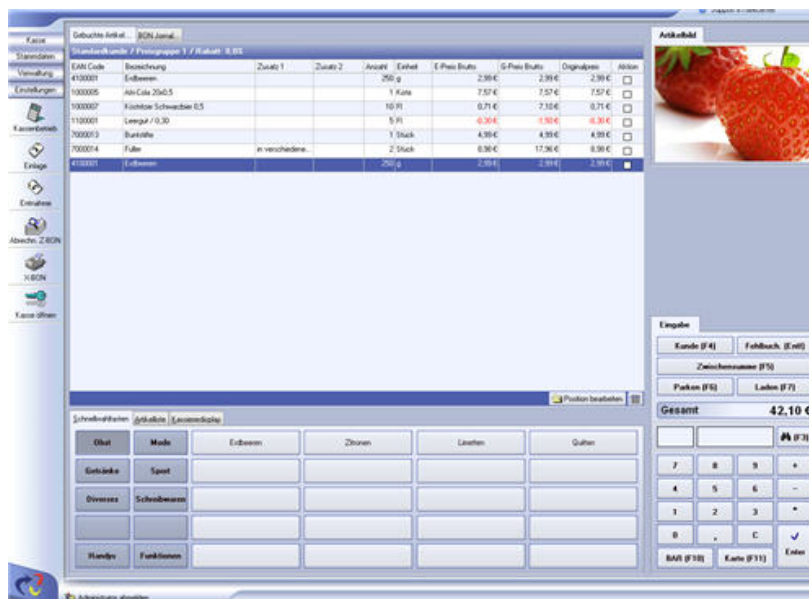 Kasse
Stammdaten
Verwaltung
Einstellungen
Kassenbetrieb
Einlage
Entnahme
Abrechn. Z-BON
X-BON
Kasse öffnen
Gebuchte Artikel... BON Jornal...
Standardkunde / Preisgruppe 1 / Rabatt: 0,0%
EAN Code Bezeichnung Zusatz 1 Zusatz 2 Anzahl Einheit E-Preis Brutto G-Preis Brutto Originalpreis Aktion
4100001 Erdbeeren 250 g 2,99 € 2,99 € 2,99 €
1000005 Afri-Cola 20x0,5 1 Kiste 7,57 € 7,57 € 7,57 €
1000007 Köstritzer Schwarzbier 0,5 10 Fl 0,71 € 7,10 € 0,71 €
1100001 Leergut / 0,30 5 Fl -0,30 € -1,50 € -0,30 €
7000013 Buntstifte 1 Stück 4,99 € 4,99 € 4,99 €
7000014 Füller in verschiedene... 2 Stück 8,98 € 17,96 € 8,98 €
4100001 Erdbeeren 250 g 2,99 € 2,99 € 2,99 €
Position bearbeiten
Schnellwahltasten Artikelliste Kassiererdisplay
Obst Mode Erdbeeren Zitronen Limetten Quitten
Getränke Sport
Diverses Schreibwaren
Handys Funktionen
Artikelbild
Eingabe
Kunde (F4) Fehlbuch. (Entf)
Zwischensumme (F5)
Parken (F6) Laden (F7)
Gesamt 42,10 €
(F3)
7 8 9 +
4 5 6 -
1 2 3 *
0 , C
Enter
BAR (F10) Karte (F11)
Administrator abmelden